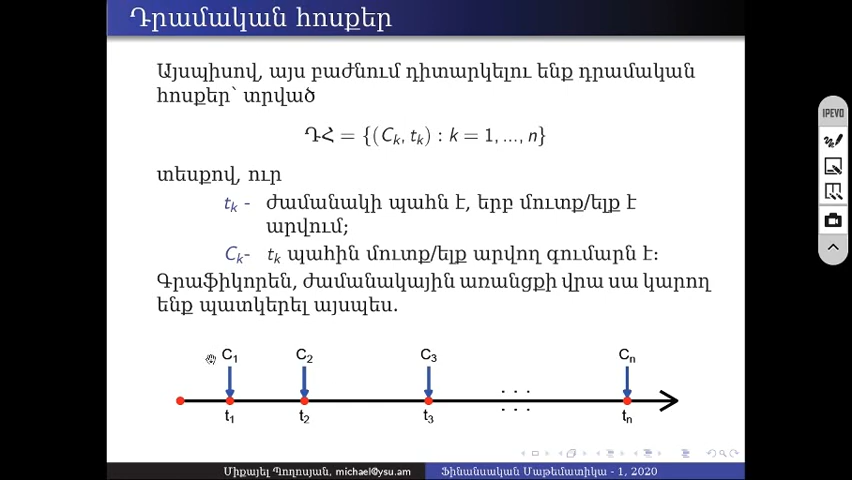 Դրամական հոսքեր
Այսպիսով, այս բաժնում դիտարկելու ենք դրամական
հոսքեր՝ տրված
ԴՀ = {(Cₖ, tₖ) : k = 1, ..., n}
տեսքով, ուր
tₖ - ժամանակի պահն է, երբ մուտք/ելք է
արվում;
Cₖ- tₖ պահին մուտք/ելք արվող գումարն է։
Գրաֆիկորեն, ժամանակային առանցքի վրա սա կարող
ենք պատկերել այսպես.
C₁ C₂ C₃ Cₙ
. . .
. . .
t₁ t₂ t₃ tₙ
Միքայել Պողոսյան, michael@ysu.am Ֆինանսական Մաթեմատիկա - 1, 2020
IPEVO